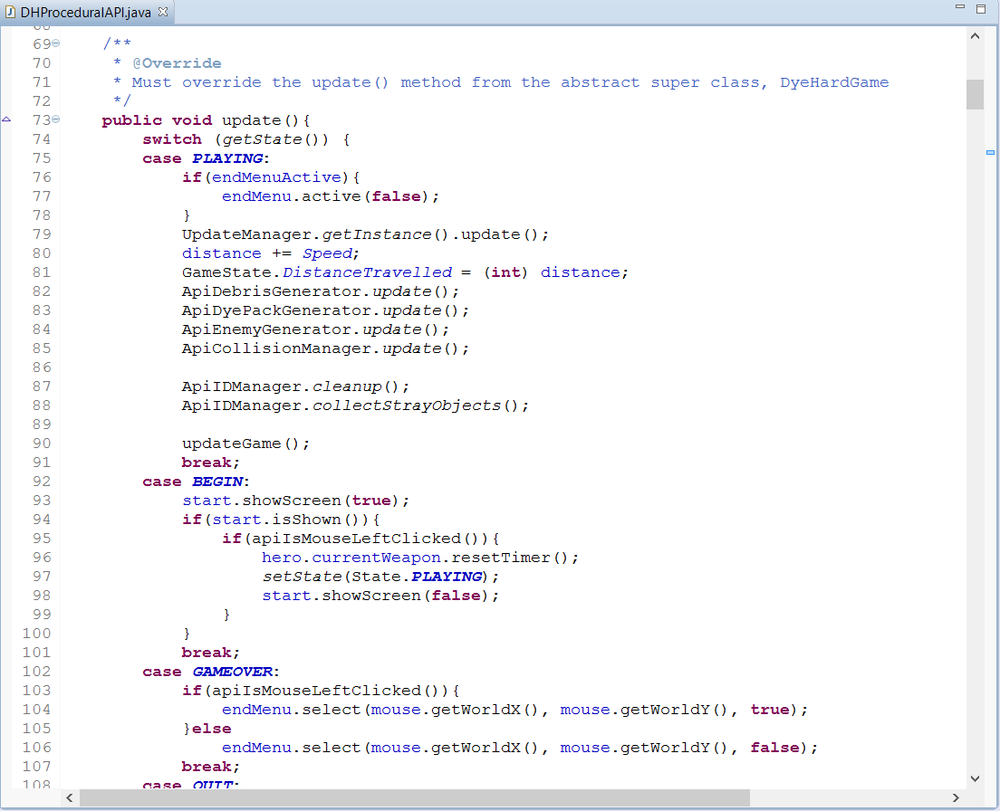 DHProceduralAPI.java
68
69 /**
70 * @Override
71 * Must override the update() method from the abstract super class, DyeHardGame
72 */
73 public void update(){
74 switch (getState()) {
75 case PLAYING:
76 if(endMenuActive){
77 endMenu.active(false);
78 }
79 UpdateManager.getInstance().update();
80 distance += Speed;
81 GameState.DistanceTravelled = (int) distance;
82 ApiDebrisGenerator.update();
83 ApiDyePackGenerator.update();
84 ApiEnemyGenerator.update();
85 ApiCollisionManager.update();
86
87 ApiIDManager.cleanup();
88 ApiIDManager.collectStrayObjects();
89
90 updateGame();
91 break;
92 case BEGIN:
93 start.showScreen(true);
94 if(start.isShown()){
95 if(apiIsMouseLeftClicked()){
96 hero.currentWeapon.resetTimer();
97 setState(State.PLAYING);
98 start.showScreen(false);
99 }
100 }
101 break;
102 case GAMEOVER:
103 if(apiIsMouseLeftClicked()){
104 endMenu.select(mouse.getWorldX(), mouse.getWorldY(), true);
105 }else
106 endMenu.select(mouse.getWorldX(), mouse.getWorldY(), false);
107 break;
108 case QUIT: